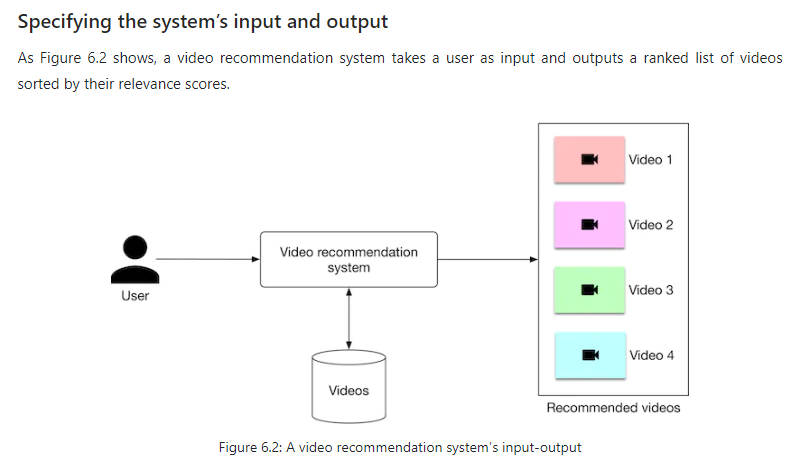 Specifying the system's input and output
As Figure 6.2 shows, a video recommendation system takes a user as input and outputs a ranked list of videos
sorted by their relevance scores.
User
Video recommendation
system
Videos
Video 1
Video 2
Video 3
Video 4
Recommended videos
Figure 6.2: A video recommendation system's input-output